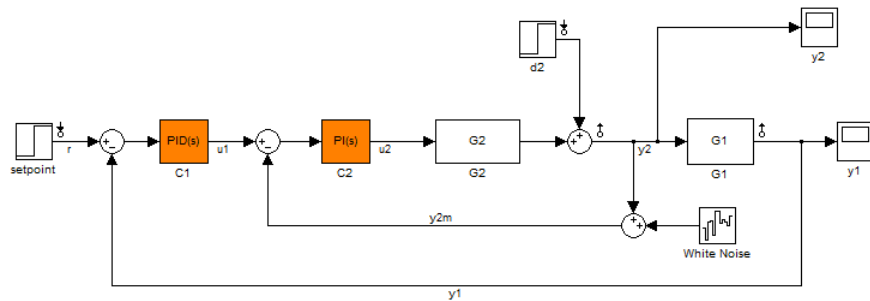 d2
y2
setpoint
r
PID(s)
C1
u1
PI(s)
C2
u2
G2
G2
y2
G1
G1
y1
y2m
White Noise
y1